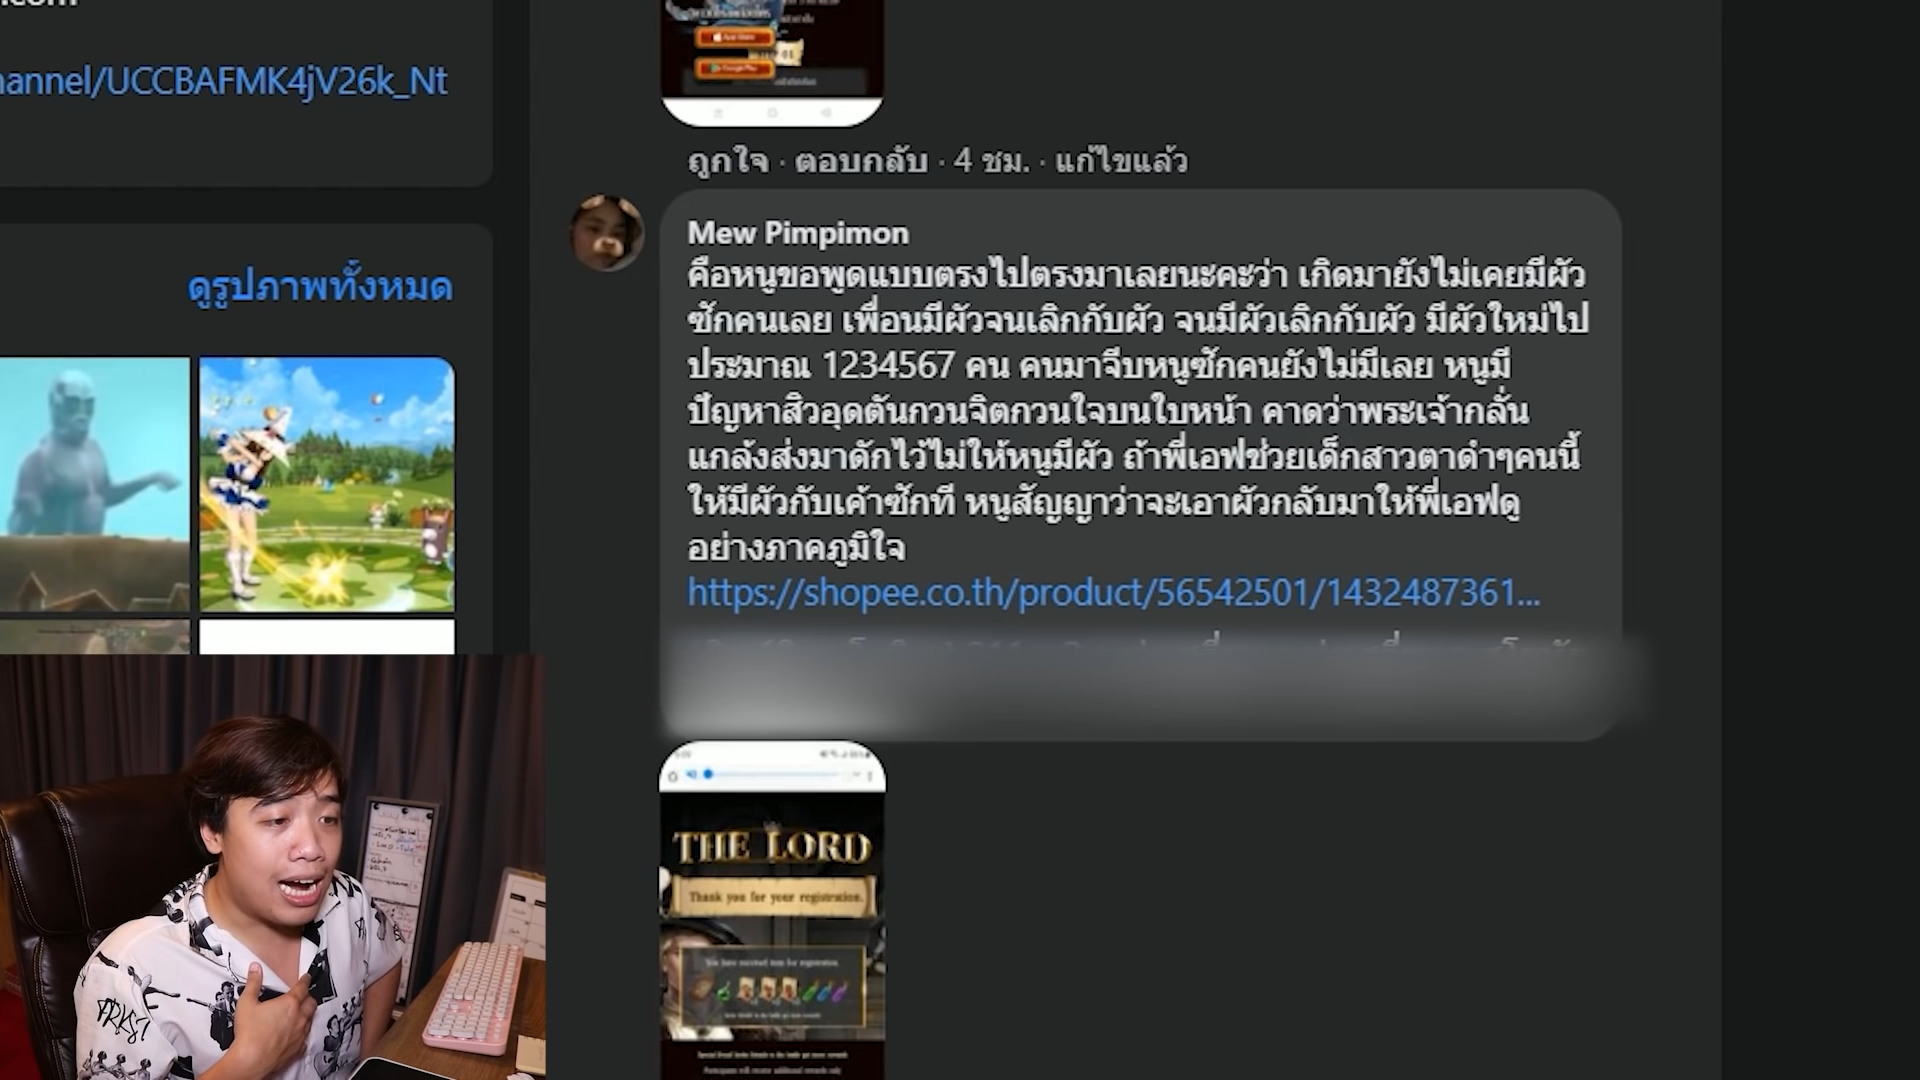 hannel/UCCBAFMK4jV26k_Nt
ดูรูปภาพทั้งหมด
App Store
Google Play
ถูกใจ · ตอบกลับ · 4 ชม. · แก้ไขแล้ว
Mew Pimpimon
คือหนูขอพูดแบบตรงไปตรงมาเลยนะคะว่า เกิดมายังไม่เคยมีผัว
ซักคนเลย เพื่อนมีผัวจนเลิกกับผัว จนมีผัวเลิกกับผัว มีผัวใหม่ไป
ประมาณ 1234567 คน คนมาจีบหนูซักคนยังไม่มีเลย หนูมี
ปัญหาสิวอุดตันกวนจิตกวนใจบนใบหน้า คาดว่าพระเจ้ากลั่น
แกล้งส่งมาดักไว้ไม่ให้หนูมีผัว ถ้าพี่เอฟช่วยเด็กสาวตาดำๆคนนี้
ให้มีผัวกับเค้าซักที หนูสัญญาว่าจะเอาผัวกลับมาให้พี่เอฟดู
อย่างภาคภูมิใจ
https://shopee.co.th/product/56542501/1432487361...
THE LORD
Thank you for your registration.
You have received item for registration.